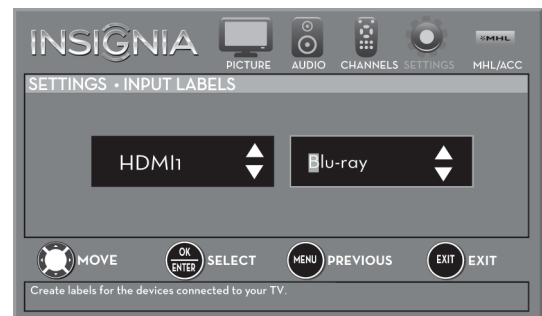 INSIGNIA
PICTURE AUDIO CHANNELS SETTINGS MHL MHL/ACC
SETTINGS • INPUT LABELS
HDMI1 Blu-ray
MOVE OK ENTER SELECT MENU PREVIOUS EXIT EXIT
Create labels for the devices connected to your TV.